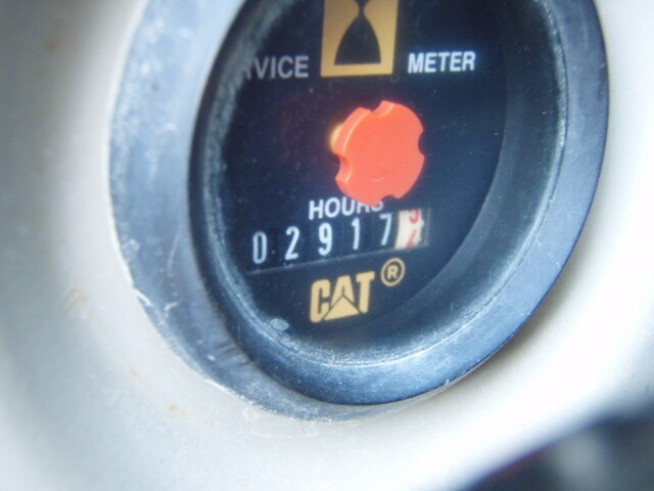 RVICE METER
HOURS
02917
CAT ®